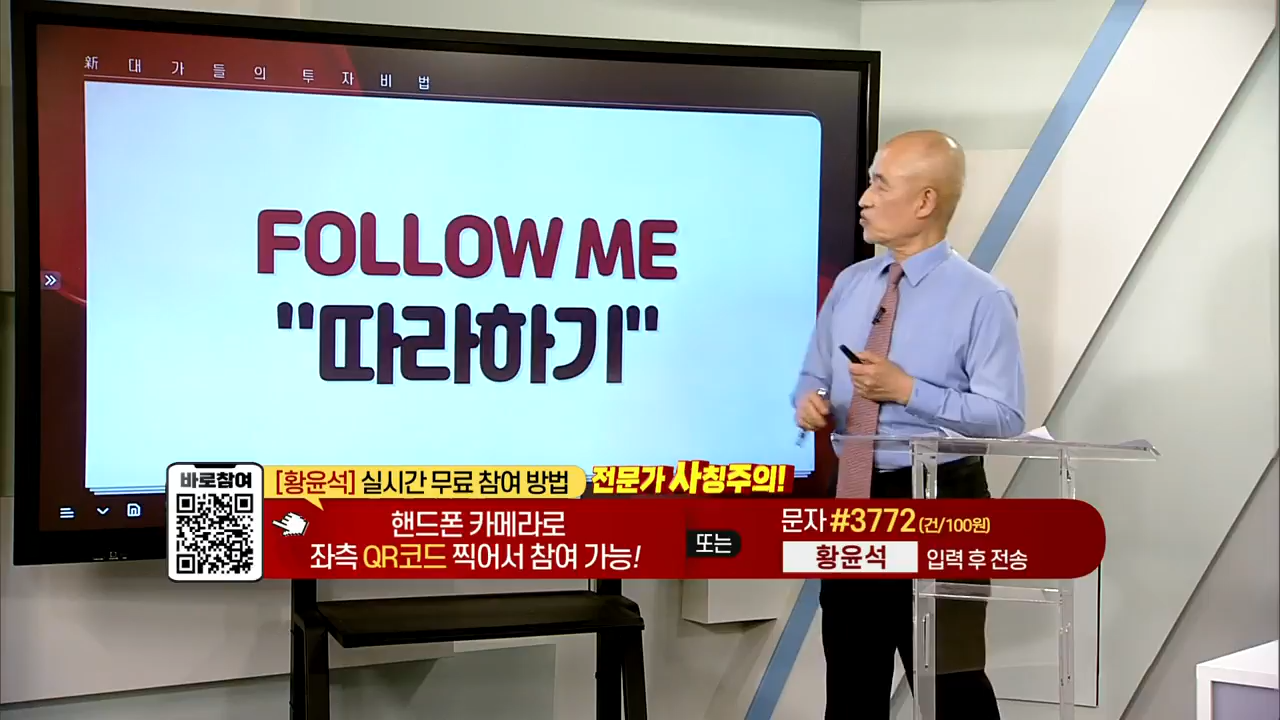 新대가들의투자비법
FOLLOW ME
"따라하기"
바로참여
[황윤석] 실시간 무료 참여 방법
전문가 사칭주의!
핸드폰 카메라로
좌측 QR코드 찍어서 참여 가능!
또는
문자 #3772 (건/100원)
황윤석 입력 후 전송